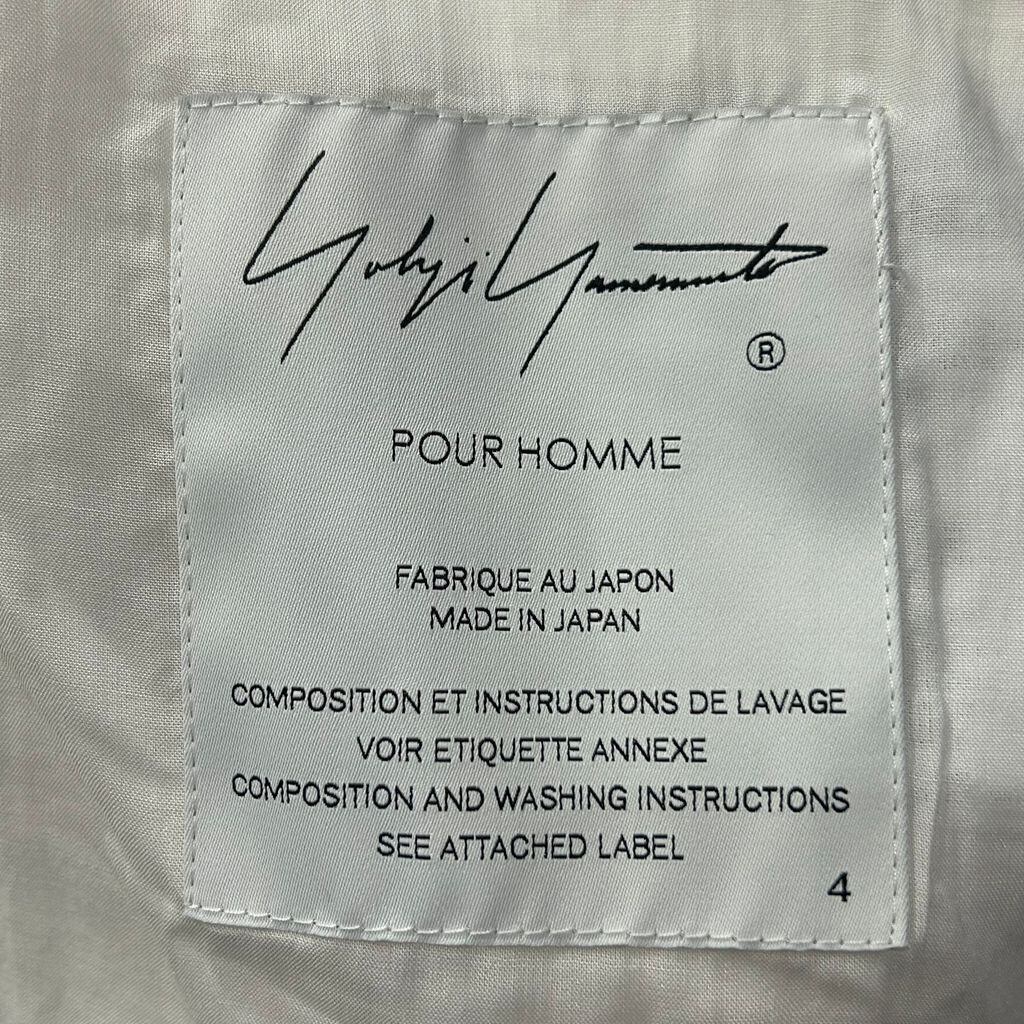 Yohji Yamamoto
®
POUR HOMME
FABRIQUE AU JAPON
MADE IN JAPAN
COMPOSITION ET INSTRUCTIONS DE LAVAGE
VOIR ETIQUETTE ANNEXE
COMPOSITION AND WASHING INSTRUCTIONS
SEE ATTACHED LABEL
4